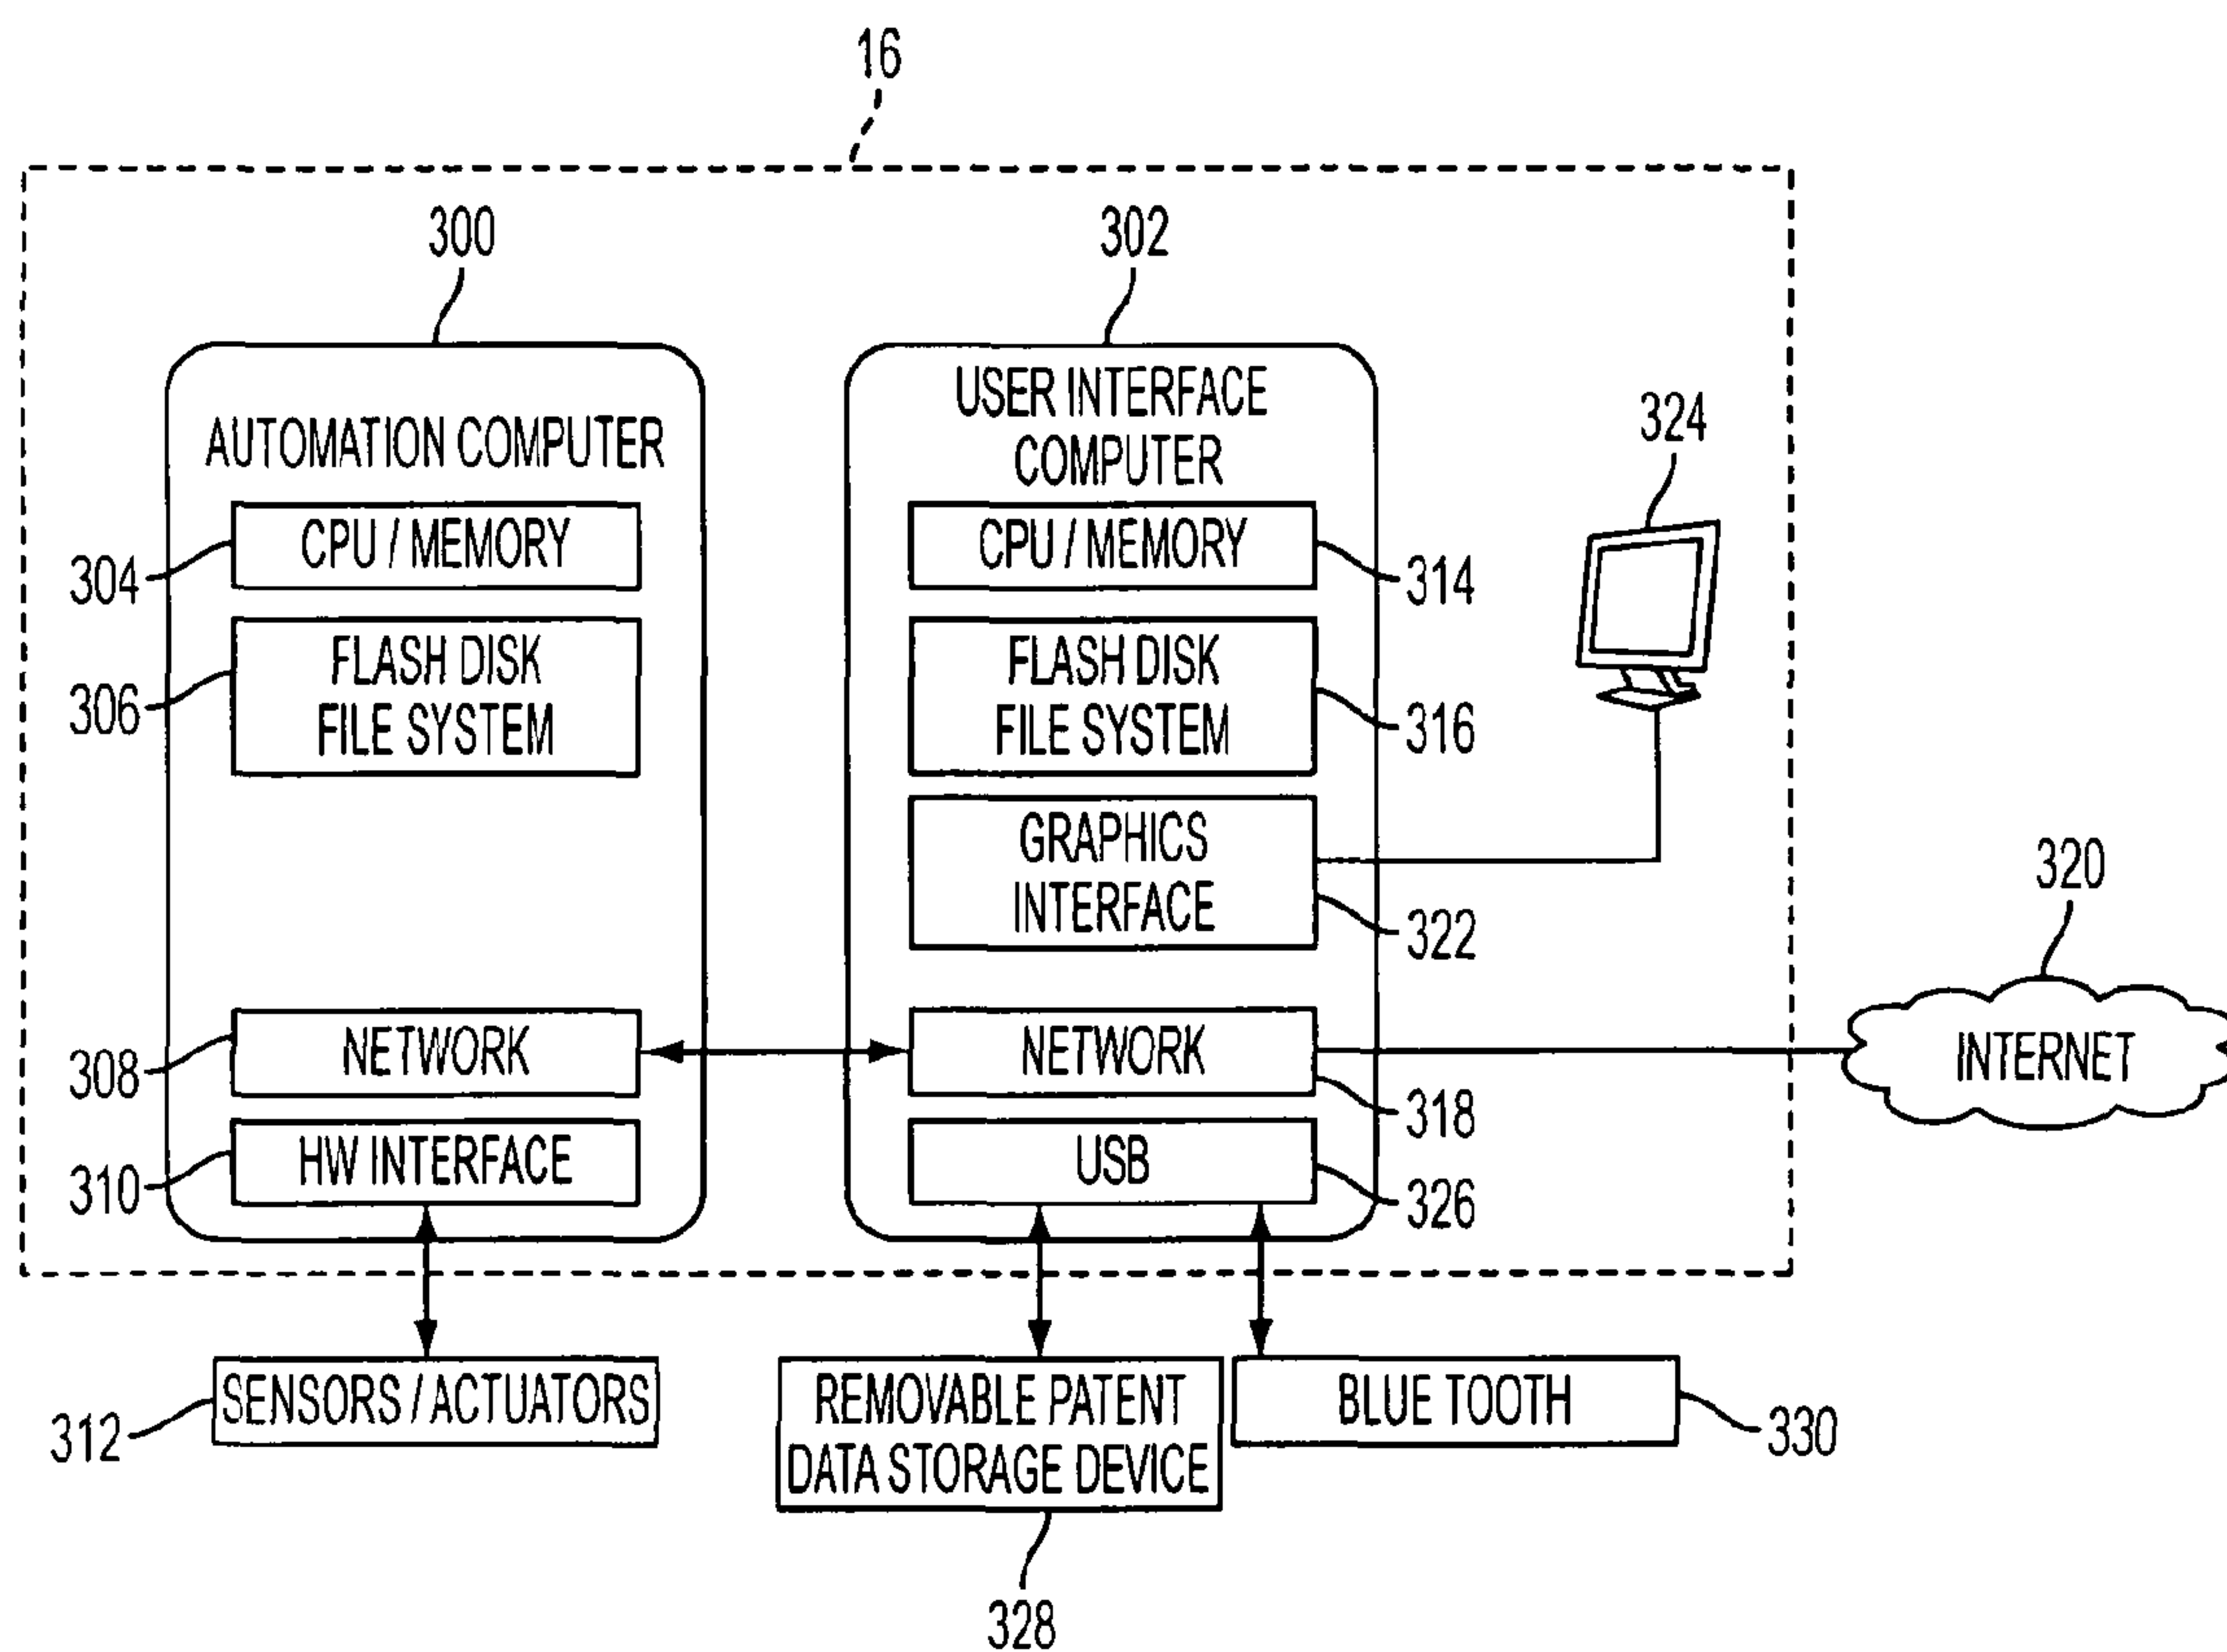 16
300
302
AUTOMATION COMPUTER
USER INTERFACE
COMPUTER
324
CPU / MEMORY
304
CPU / MEMORY
314
FLASH DISK
FILE SYSTEM
306
FLASH DISK
FILE SYSTEM
316
GRAPHICS
INTERFACE
322
320
NETWORK
308
NETWORK
318
INTERNET
HW INTERFACE
310
USB
326
SENSORS / ACTUATORS
312
REMOVABLE PATENT
DATA STORAGE DEVICE
328
BLUE TOOTH
330